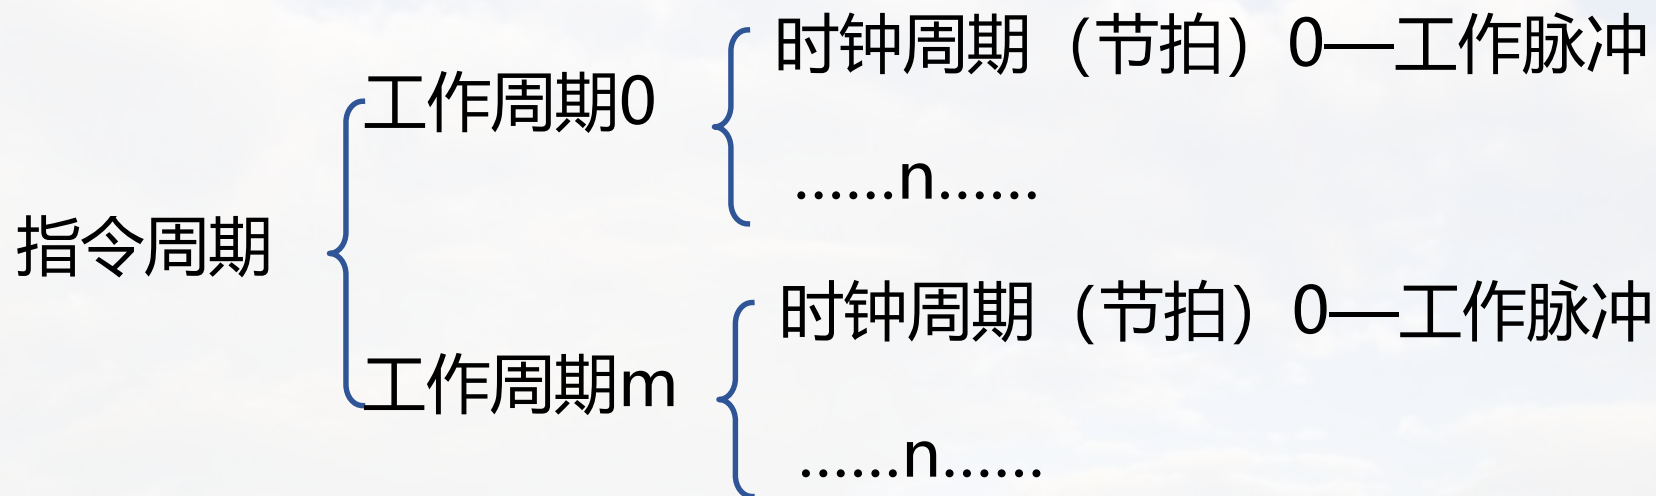 时钟周期（节拍）0—工作脉冲
工作周期0
......n......
指令周期
时钟周期（节拍）0—工作脉冲
工作周期m
......n......